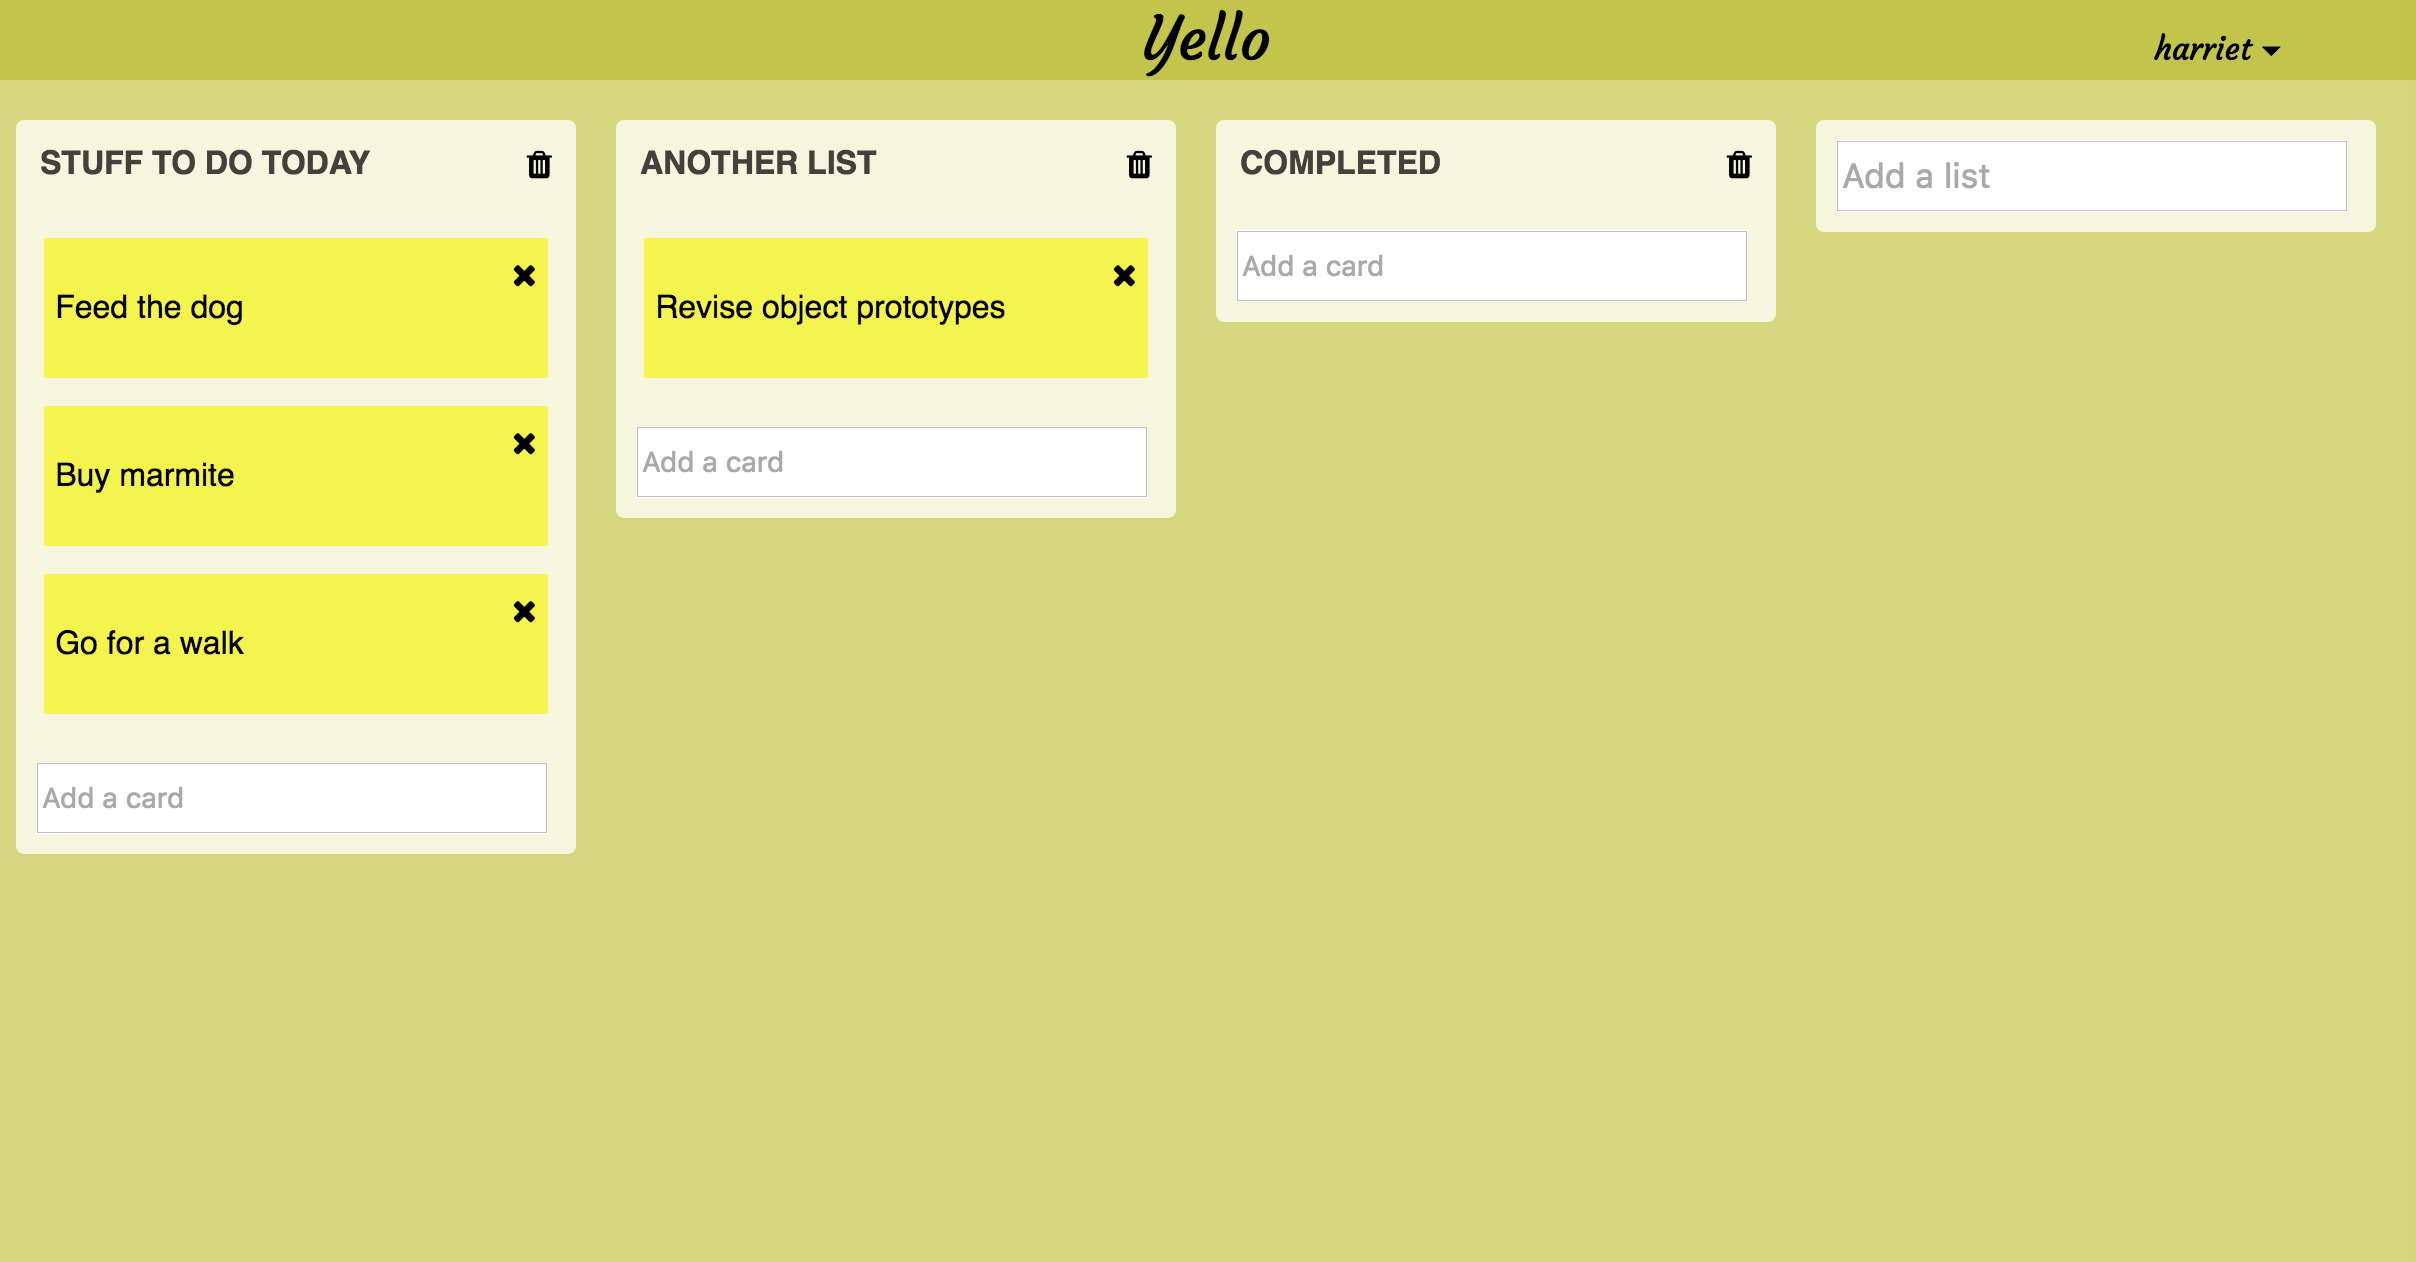 Yello
harriet
STUFF TO DO TODAY
Feed the dog
Buy marmite
Go for a walk
Add a card
ANOTHER LIST
Revise object prototypes
Add a card
COMPLETED
Add a card
Add a list